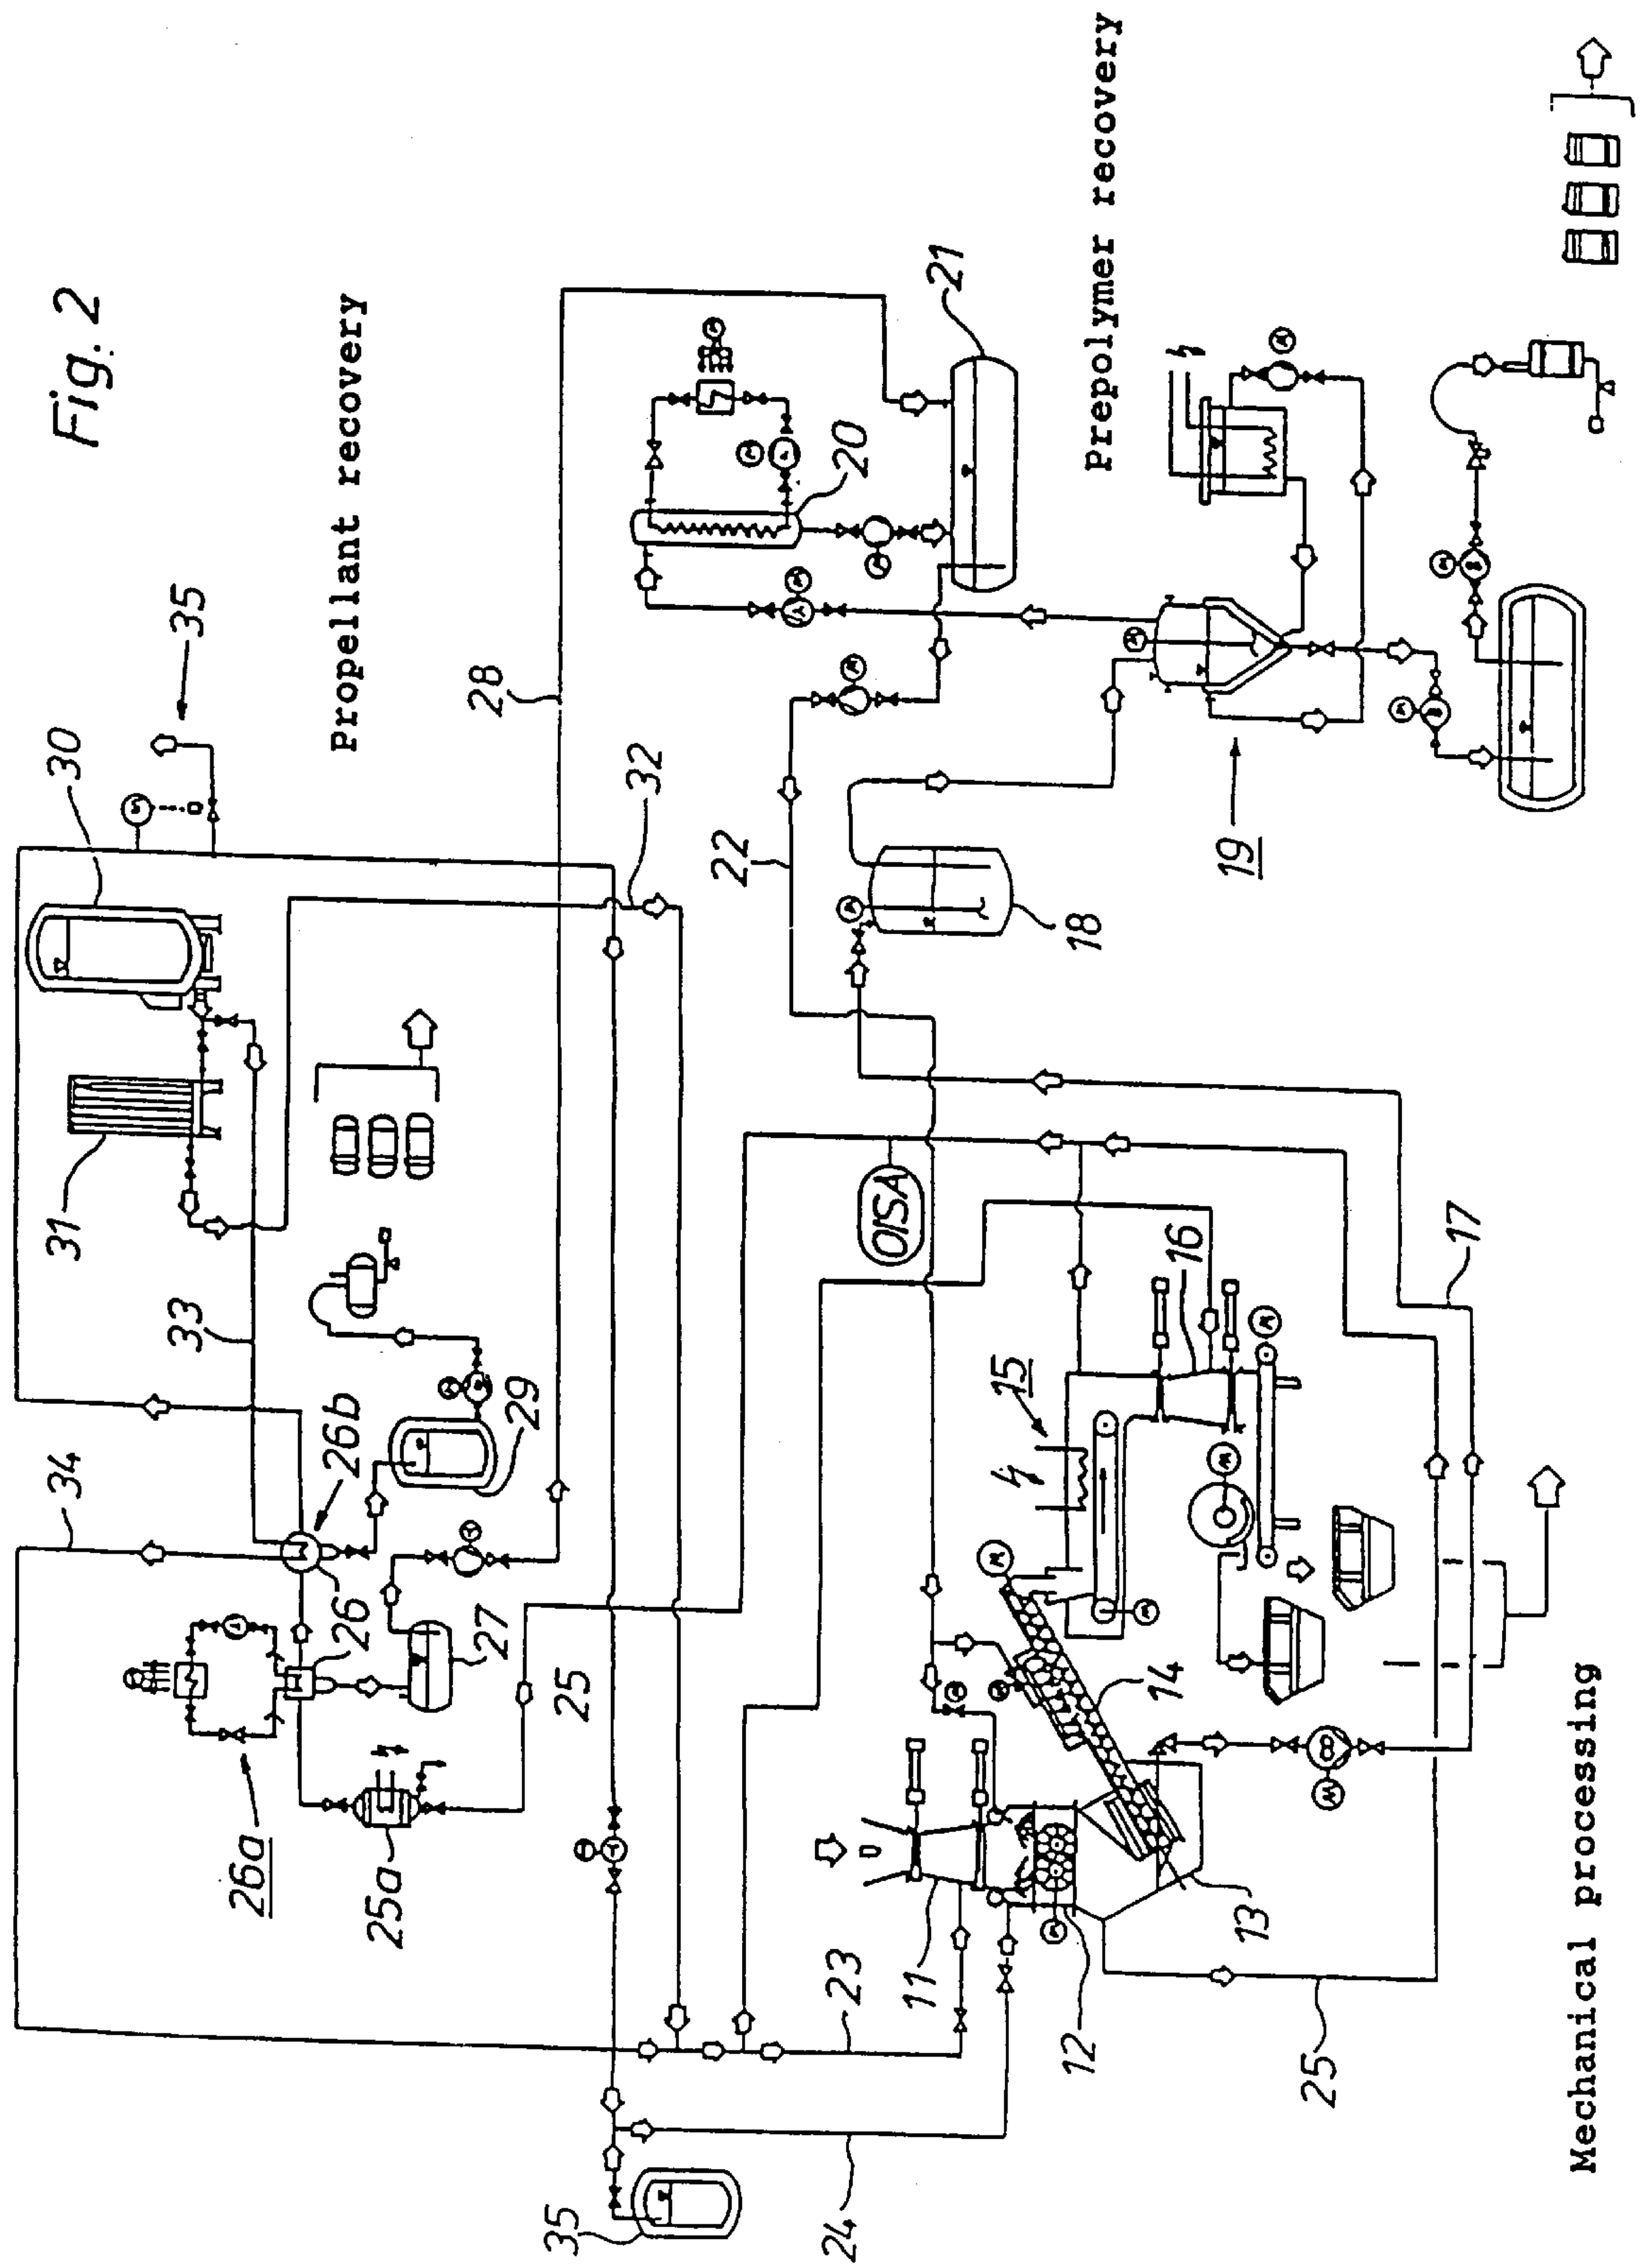 Fig. 2
Propellant recovery
35
30
31
33
34
26b
29
26
27
26a
25a
25
32
28
20
21
22
18
Prepolymer recovery
19
OISA
15
16
17
14
M
M
M
M
M
M
11
12
13
23
24
25
35
Mechanical processing